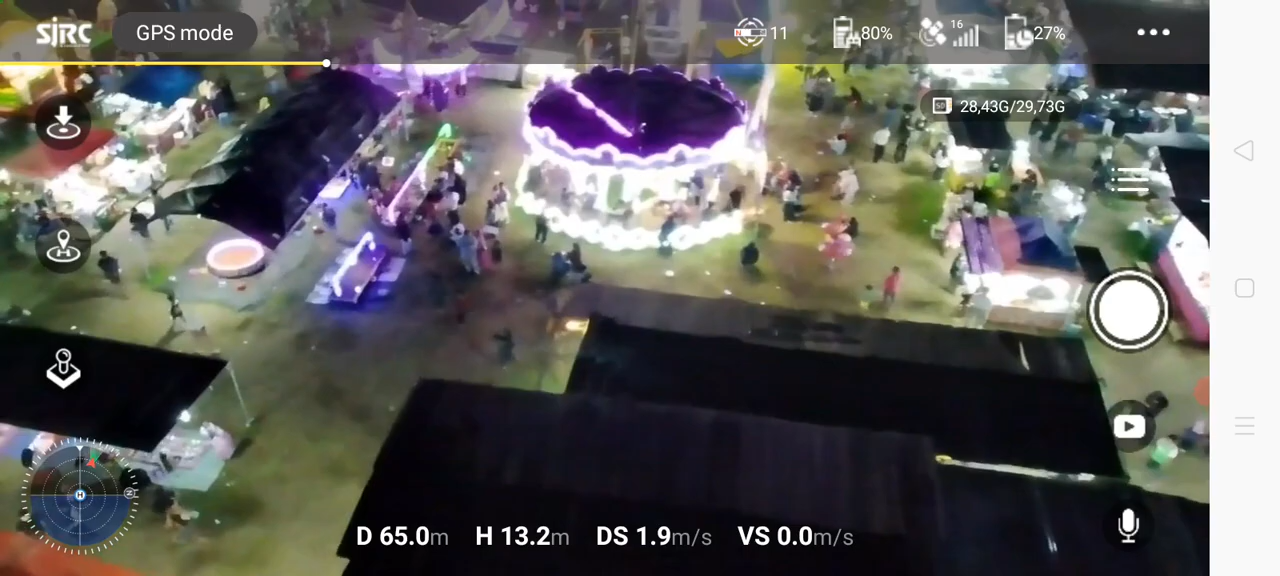 SJRC
GPS mode
N
11
80%
16
27%
SD
28,43G/29,73G
H
N
D 65.0m H 13.2m DS 1.9m/s VS 0.0m/s